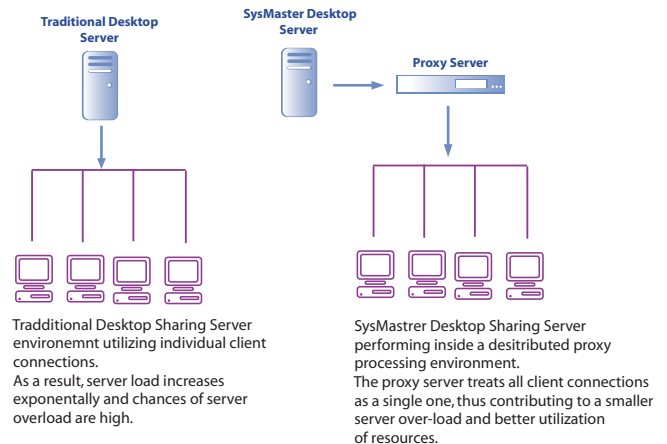 Traditional Desktop
Server
SysMaster Desktop
Server
Proxy Server
Tradditional Desktop Sharing Server
environemnt utilizing individual client
connections.
As a result, server load increases
exponentially and chances of server
overload are high.
SysMastrer Desktop Sharing Server
performing inside a desitributed proxy
processing environment.
The proxy server treats all client connections
as a single one, thus contributing to a smaller
server over-load and better utilization
of resources.